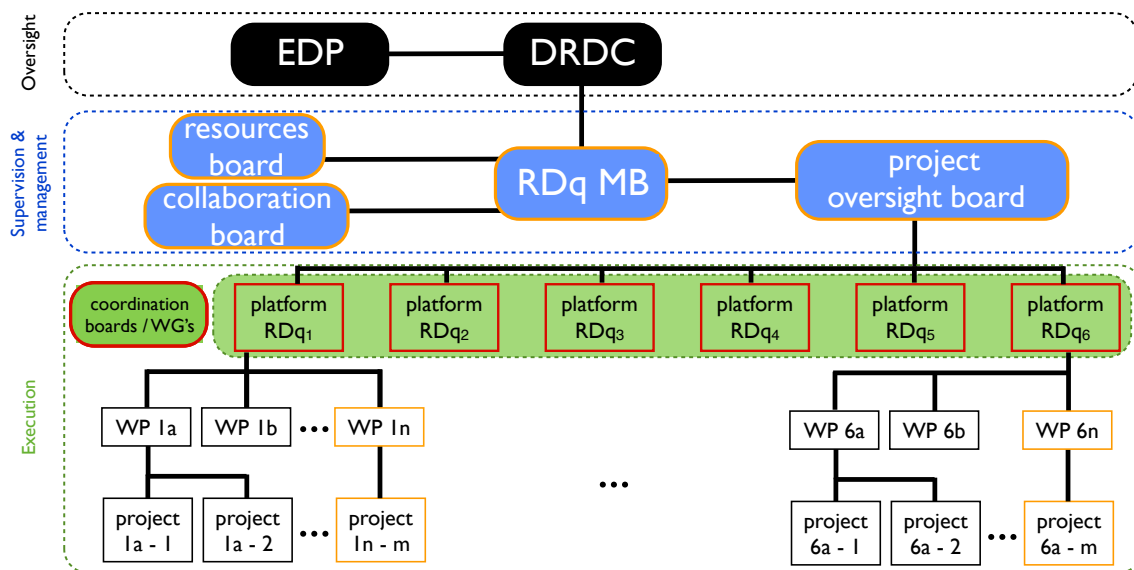 Oversight
EDP
DRDC
Supervision &
management
resources
board
collaboration
board
RDq MB
project
oversight board
Execution
coordination
boards / WG's
platform
RDq1
platform
RDq2
platform
RDq3
platform
RDq4
platform
RDq5
platform
RDq6
WP 1a
WP 1b
...
WP 1n
WP 6a
WP 6b
WP 6n
...
project
1a - 1
project
1a - 2
...
project
1n - m
project
6a - 1
project
6a - 2
...
project
6a - m